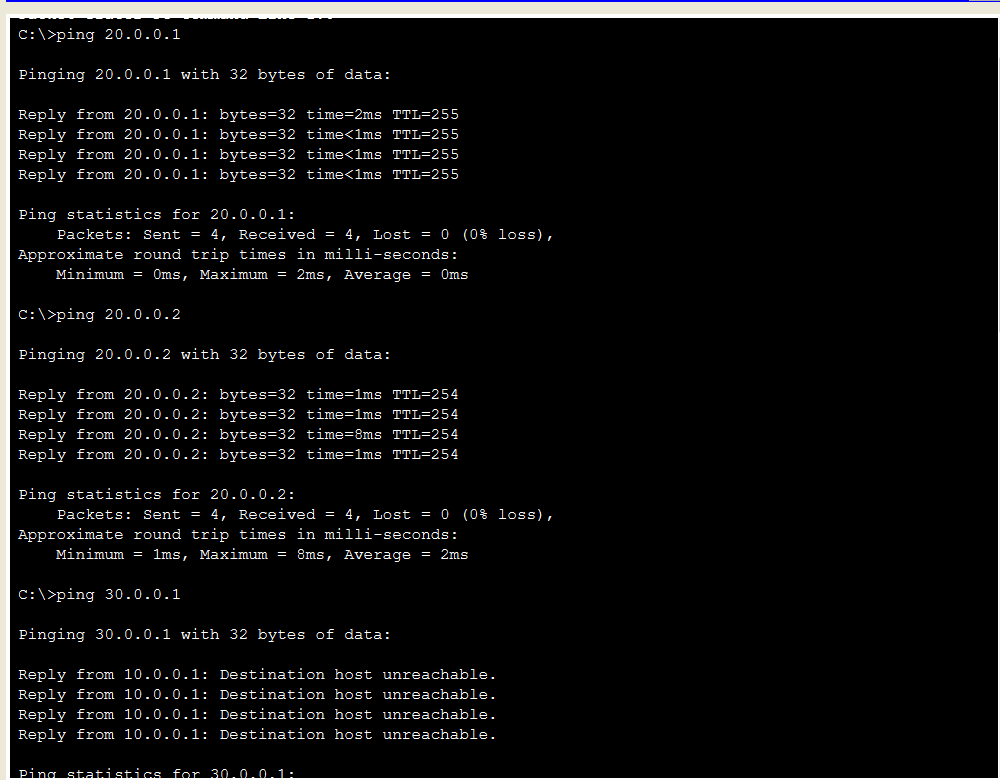 C:\>ping 20.0.0.1
Pinging 20.0.0.1 with 32 bytes of data:
Reply from 20.0.0.1: bytes=32 time=2ms TTL=255
Reply from 20.0.0.1: bytes=32 time<1ms TTL=255
Reply from 20.0.0.1: bytes=32 time<1ms TTL=255
Reply from 20.0.0.1: bytes=32 time<1ms TTL=255
Ping statistics for 20.0.0.1:
    Packets: Sent = 4, Received = 4, Lost = 0 (0% loss),
Approximate round trip times in milli-seconds:
    Minimum = 0ms, Maximum = 2ms, Average = 0ms
C:\>ping 20.0.0.2
Pinging 20.0.0.2 with 32 bytes of data:
Reply from 20.0.0.2: bytes=32 time=1ms TTL=254
Reply from 20.0.0.2: bytes=32 time=1ms TTL=254
Reply from 20.0.0.2: bytes=32 time=8ms TTL=254
Reply from 20.0.0.2: bytes=32 time=1ms TTL=254
Ping statistics for 20.0.0.2:
    Packets: Sent = 4, Received = 4, Lost = 0 (0% loss),
Approximate round trip times in milli-seconds:
    Minimum = 1ms, Maximum = 8ms, Average = 2ms
C:\>ping 30.0.0.1
Pinging 30.0.0.1 with 32 bytes of data:
Reply from 10.0.0.1: Destination host unreachable.
Reply from 10.0.0.1: Destination host unreachable.
Reply from 10.0.0.1: Destination host unreachable.
Reply from 10.0.0.1: Destination host unreachable.
Ping statistics for 30.0.0.1: